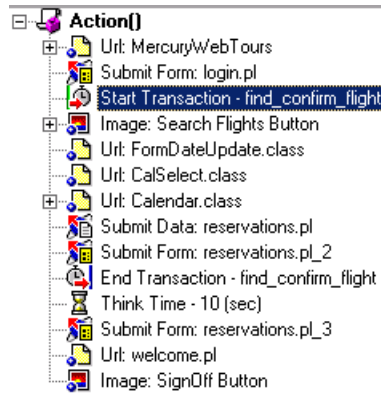 Action()
Url: MercuryWebTours
Submit Form: login.pl
Start Transaction - find_confirm_flight
Image: Search Flights Button
Url: FormDateUpdate.class
Url: CalSelect.class
Url: Calendar.class
Submit Data: reservations.pl
Submit Form: reservations.pl_2
End Transaction - find_confirm_flight
Think Time - 10 (sec)
Submit Form: reservations.pl_3
Url: welcome.pl
Image: SignOff Button